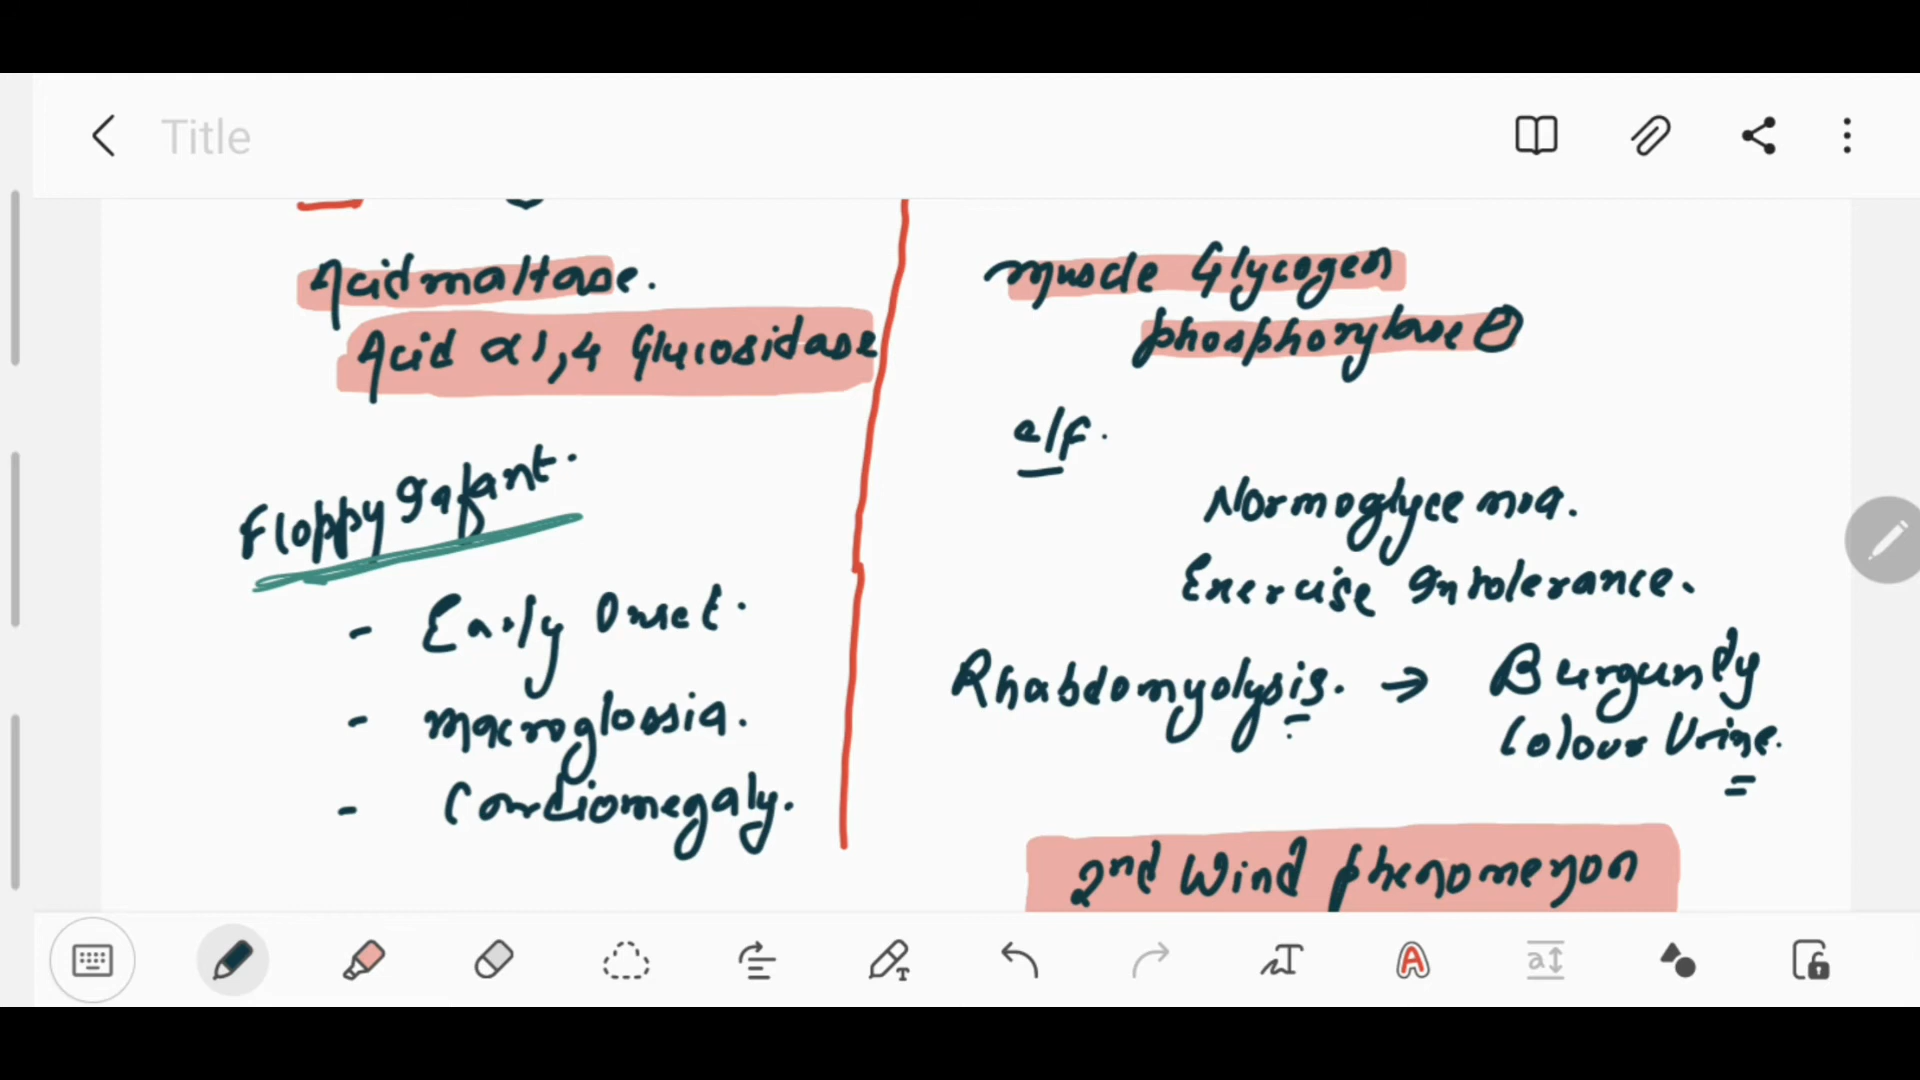 Title
Acid maltase.
Acid α 1,4 Glucosidase
Floppy Infant.
- Early Onset.
- Macroglossia.
- Cardiomegaly.
Muscle Glycogen
phosphorylase ⊖
c/f.
Normoglycemia.
Exercise Intolerance.
Rhabdomyolysis. → Burgundy
Colour Urine.
2nd Wind phenomenon